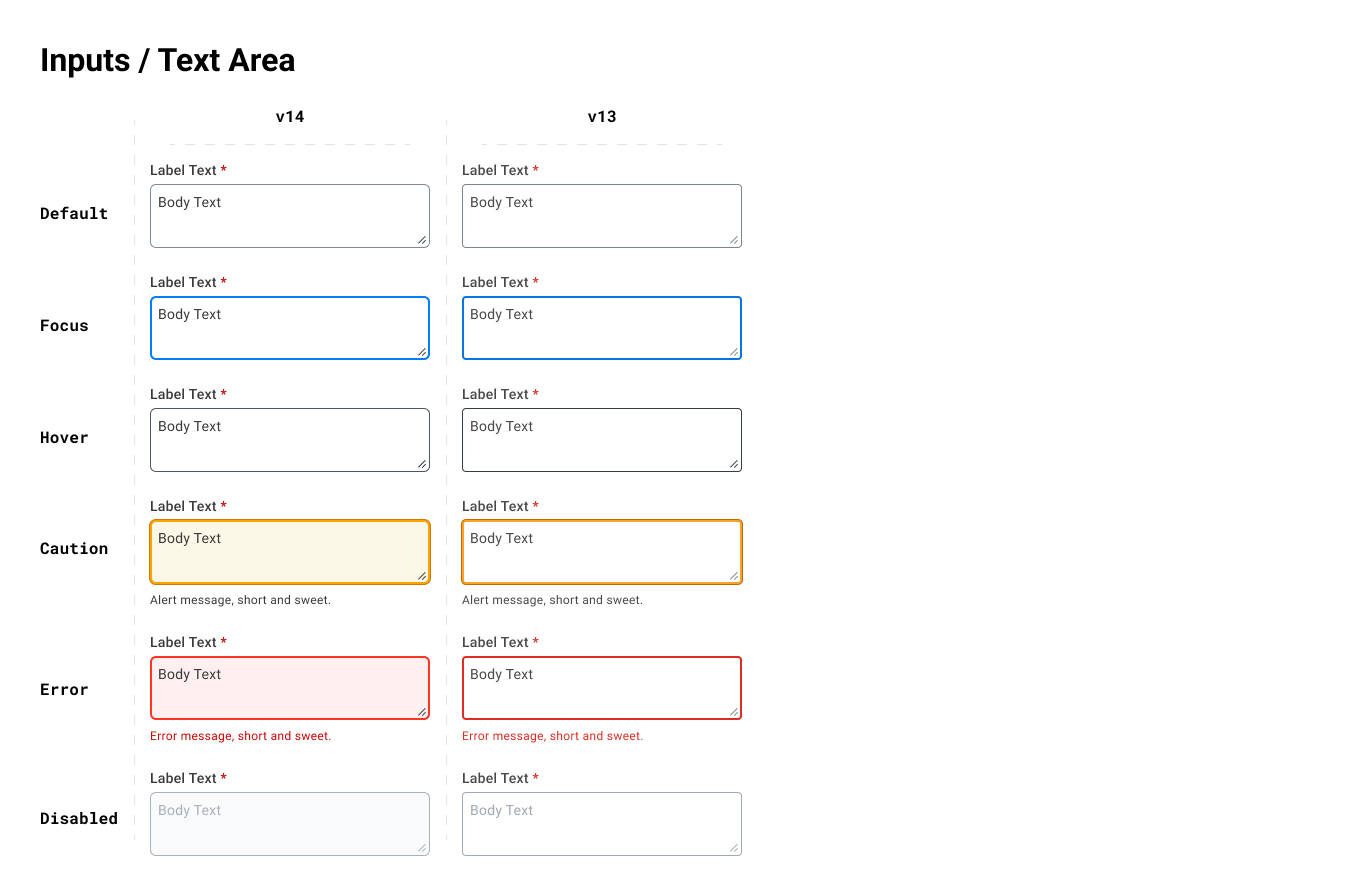 Inputs / Text Area
v14 v13
Label Text * Label Text *
Default Body Text Body Text
Label Text * Label Text *
Focus Body Text Body Text
Label Text * Label Text *
Hover Body Text Body Text
Label Text * Label Text *
Caution Body Text Body Text
Alert message, short and sweet. Alert message, short and sweet.
Label Text * Label Text *
Error Body Text Body Text
Error message, short and sweet. Error message, short and sweet.
Label Text * Label Text *
Disabled Body Text Body Text